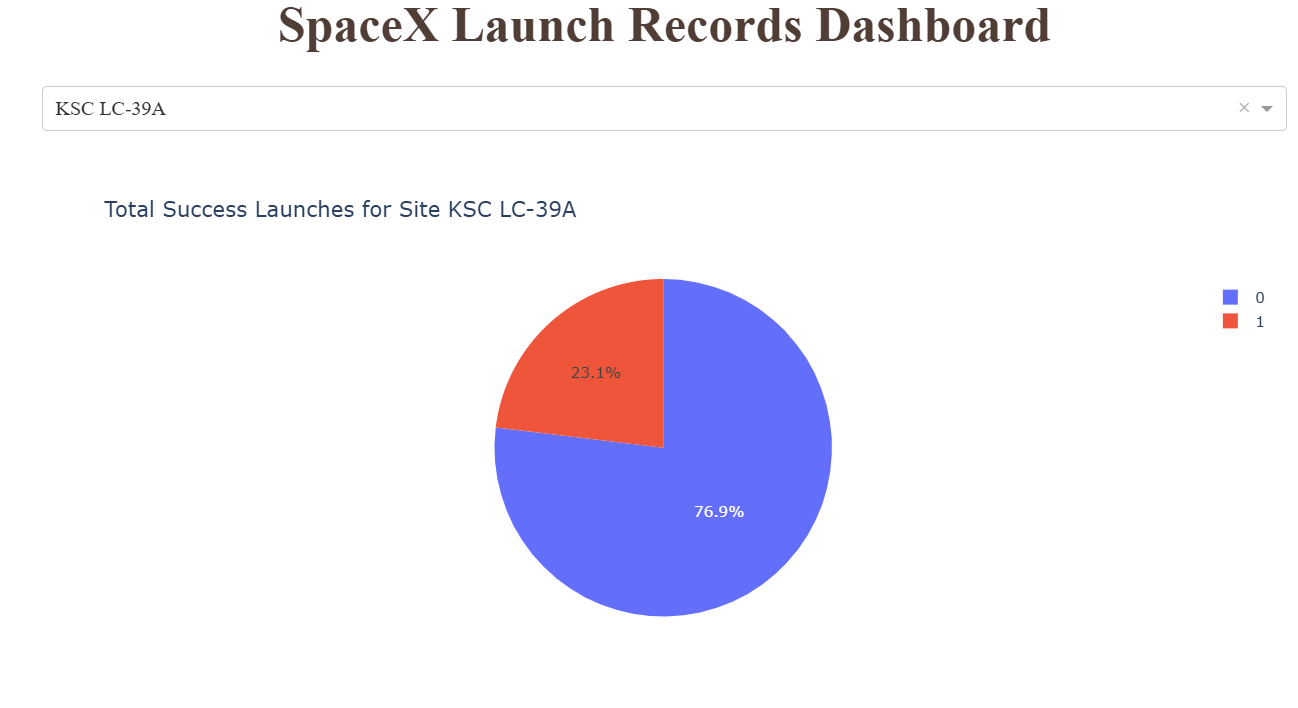 SpaceX Launch Records Dashboard
KSC LC-39A ×
Total Success Launches for Site KSC LC-39A
0
1
23.1%
76.9%